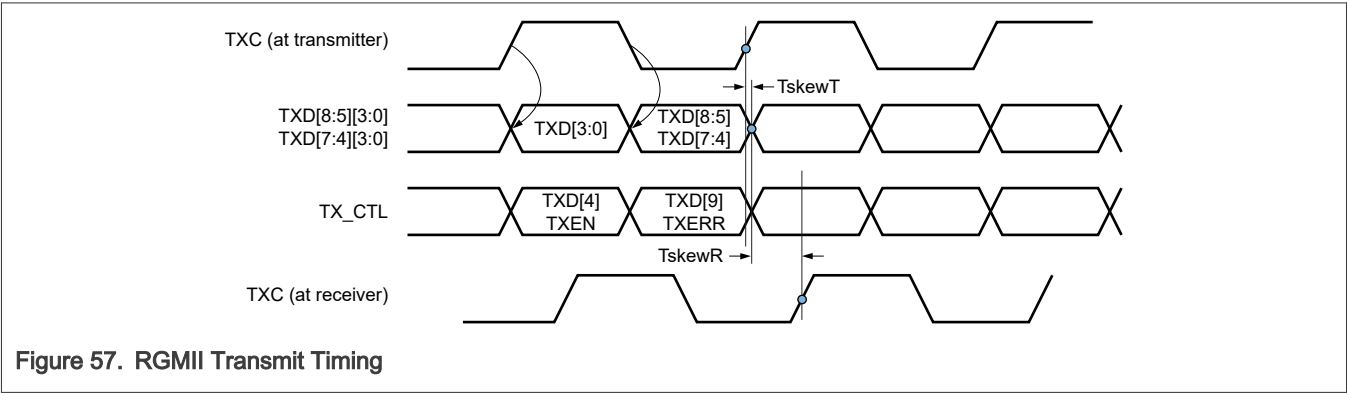 TXC (at transmitter)
TskewT
TXD[8:5][3:0]
TXD[7:4][3:0]
TXD[3:0]
TXD[8:5]
TXD[7:4]
TX_CTL
TXD[4]
TXEN
TXD[9]
TXERR
TskewR
TXC (at receiver)
Figure 57. RGMII Transmit Timing